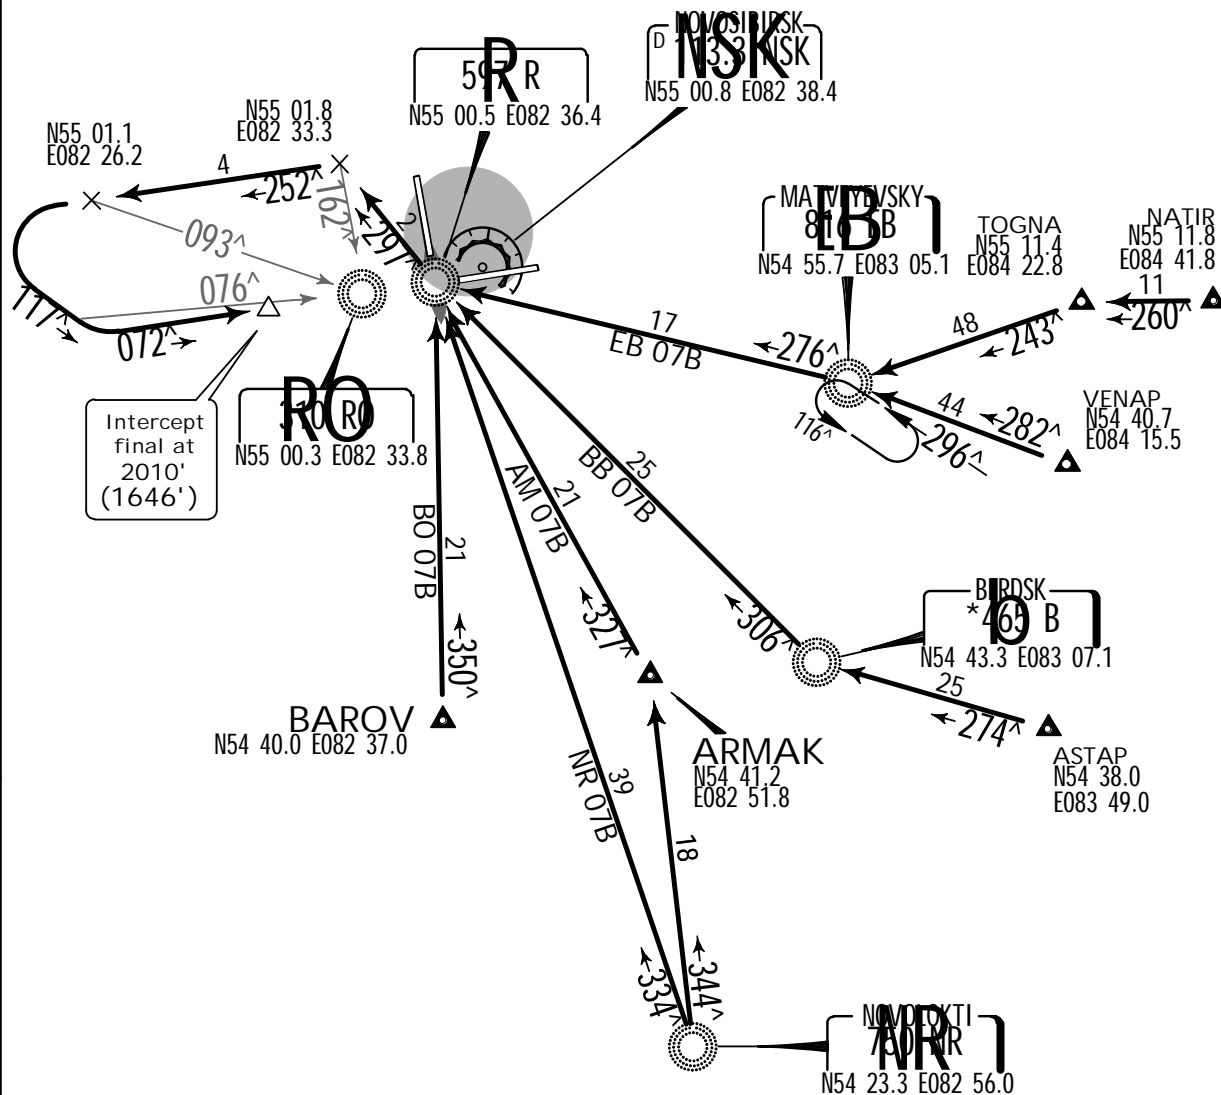 NOVOSIBIRSK
D 113.3 NSK
NSK
N55 00.8 E082 38.4
597 R
R
N55 00.5 E082 36.4
N55 01.8
E082 33.3
N55 01.1
E082 26.2
4
252^
162^
2
297^
093^
076^
117^
072^
310 RO
RO
N55 00.3 E082 33.8
Intercept
final at
2010'
(1646')
MATVEYEVSKY
816 EB
EB
N54 55.7 E083 05.1
TOGNA
N55 11.4
E084 22.8
NATIR
N55 11.8
E084 41.8
11
260^
48
243^
17
EB 07B
276^
116^
296^
44
282^
VENAP
N54 40.7
E084 15.5
25
BB 07B
306^
21
AM 07B
327^
21
BO 07B
350^
BERDSK
*465 B
b
N54 43.3 E083 07.1
25
274^
ASTAP
N54 38.0
E083 49.0
BAROV
N54 40.0 E082 37.0
ARMAK
N54 41.2
E082 51.8
39
NR 07B
18
334^
344^
NOVOLOKTI
760 NR
NR
N54 23.3 E082 56.0